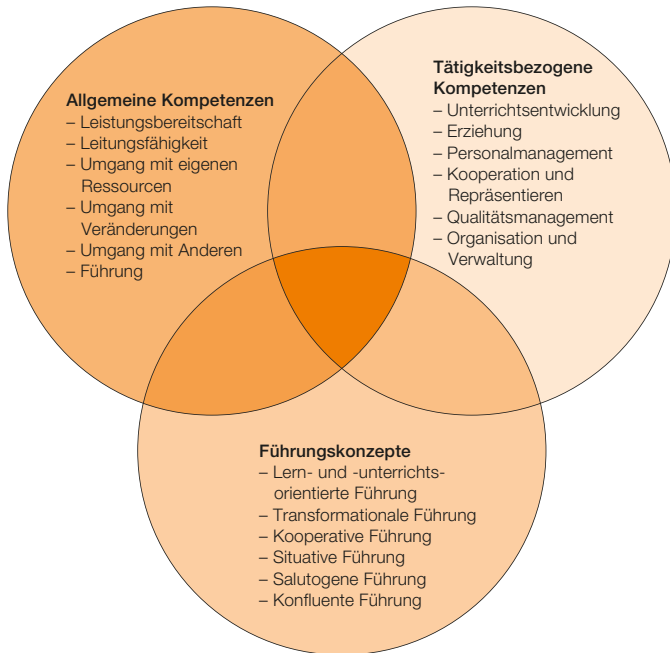 Allgemeine Kompetenzen
– Leistungsbereitschaft
– Leitungsfähigkeit
– Umgang mit eigenen
Ressourcen
– Umgang mit
Veränderungen
– Umgang mit Anderen
– Führung
Tätigkeitsbezogene
Kompetenzen
– Unterrichtsentwicklung
– Erziehung
– Personalmanagement
– Kooperation und
Repräsentieren
– Qualitätsmanagement
– Organisation und
Verwaltung
Führungskonzepte
– Lern- und -unterrichts-
orientierte Führung
– Transformationale Führung
– Kooperative Führung
– Situative Führung
– Salutogene Führung
– Konfluente Führung